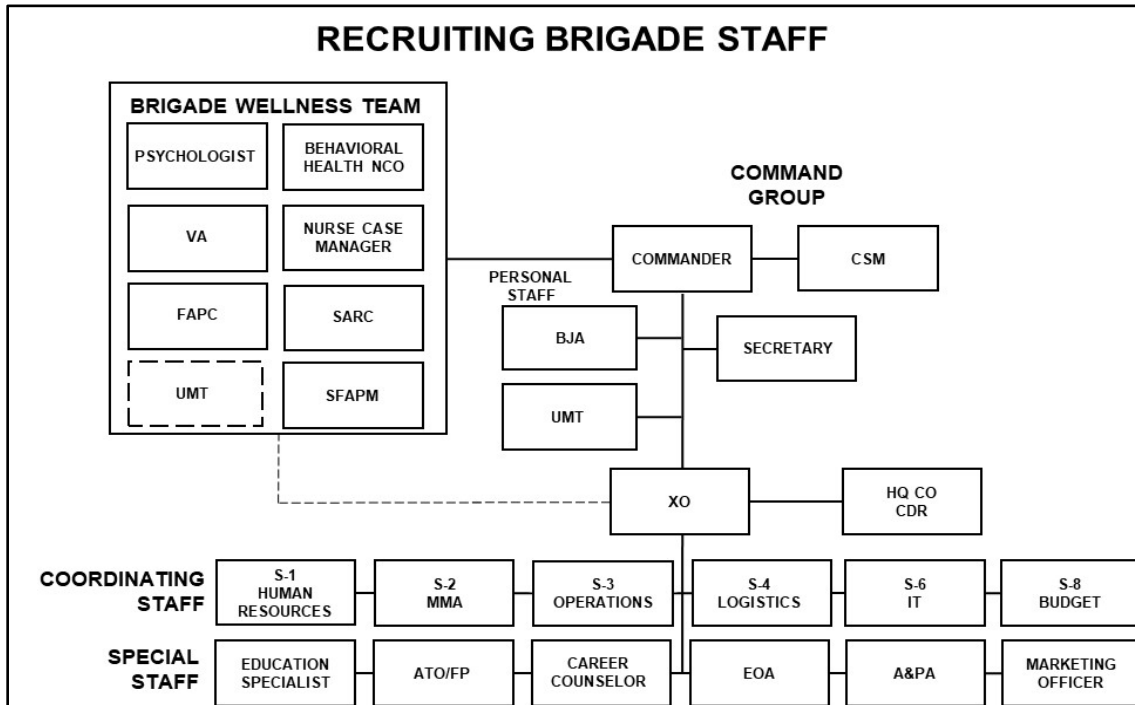 RECRUITING BRIGADE STAFF
BRIGADE WELLNESS TEAM
PSYCHOLOGIST
BEHAVIORAL
HEALTH NCO
VA
NURSE CASE
MANAGER
FAPC
SARC
UMT
SFAPM
COMMAND
GROUP
COMMANDER
CSM
PERSONAL
STAFF
BJA
SECRETARY
UMT
XO
HQ CO
CDR
COORDINATING
STAFF
S-1
HUMAN
RESOURCES
S-2
MMA
S-3
OPERATIONS
S-4
LOGISTICS
S-6
IT
S-8
BUDGET
SPECIAL
STAFF
EDUCATION
SPECIALIST
ATO/FP
CAREER
COUNSELOR
EOA
A&PA
MARKETING
OFFICER